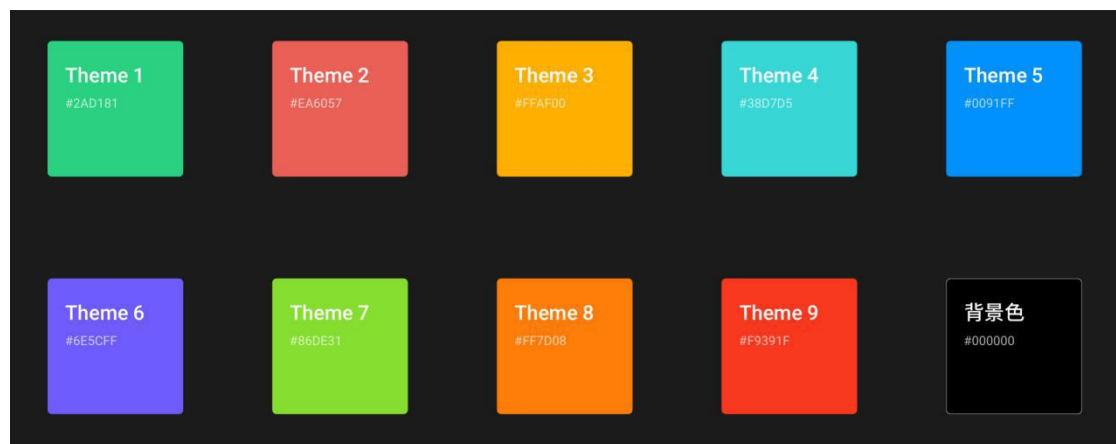 Theme 1
#2AD181
Theme 2
#EA6057
Theme 3
#FFAF00
Theme 4
#38D7D5
Theme 5
#0091FF
Theme 6
#6E5CFF
Theme 7
#86DE31
Theme 8
#FF7D08
Theme 9
#F9391F
背景色
#000000